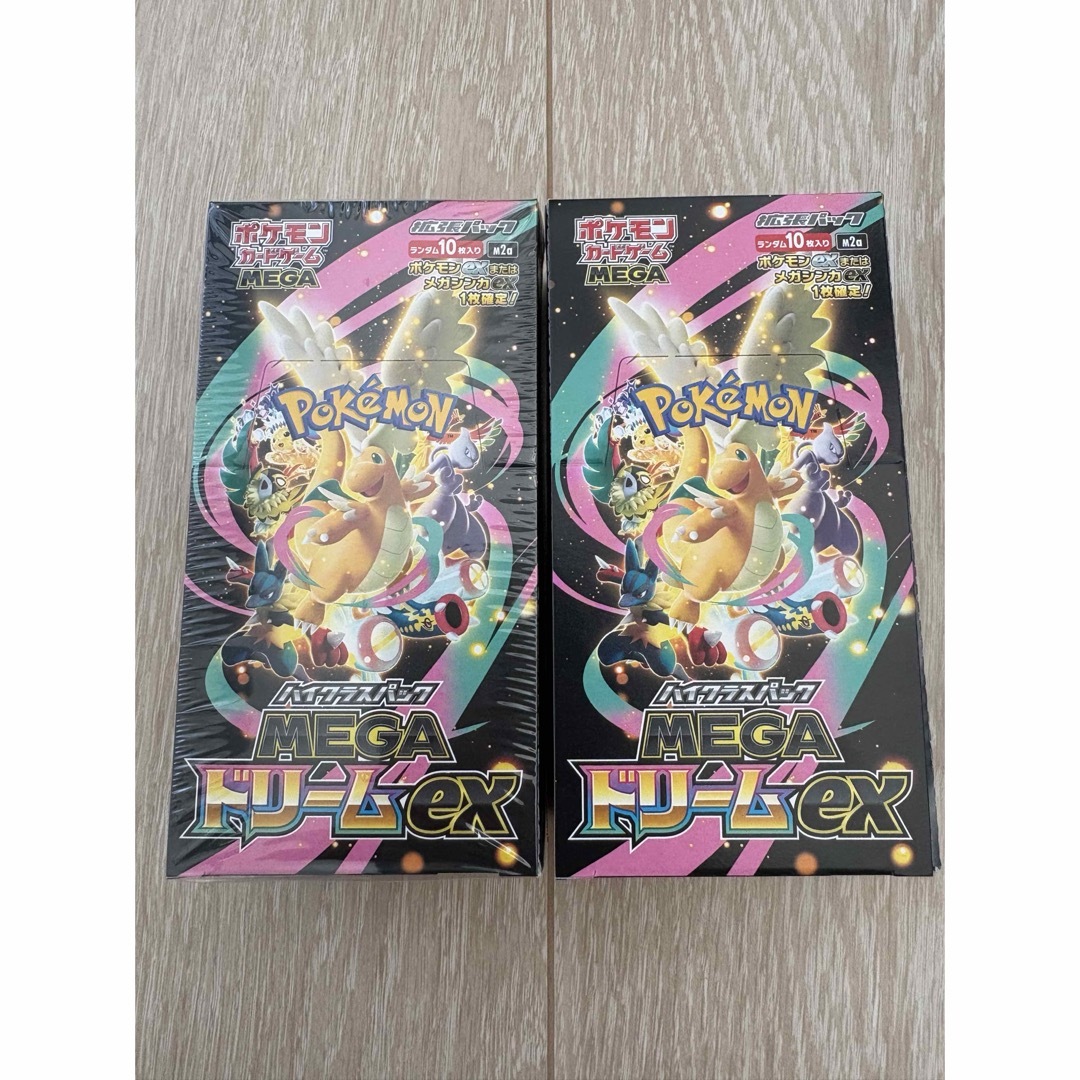 ポケモン
カードゲーム
MEGA
拡張パック
ランダム10枚入り M2a
ポケモンexまたは
メガシンカex
1枚確定!
POKéMON
ハイクラスパック
MEGA
ドリームex
ポケモン
カードゲーム
MEGA
拡張パック
ランダム10枚入り M2a
ポケモンexまたは
メガシンカex
1枚確定!
POKéMON
ハイクラスパック
MEGA
ドリームex